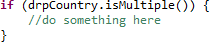 if (drpCountry.isMultiple()) {
    //do something here
}